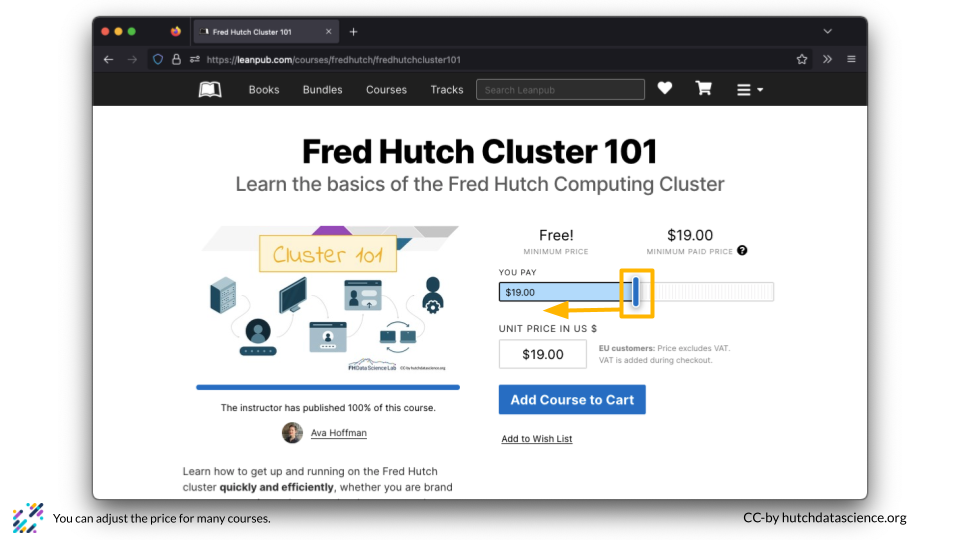 Fred Hutch Cluster 101
https://leanpub.com/courses/fredhutch/fredhutchcluster101
Books Bundles Courses Tracks Search Leanpub
Fred Hutch Cluster 101
Learn the basics of the Fred Hutch Computing Cluster
Cluster 101
FHData Science Lab CC by hutchdatascience.org
The instructor has published 100% of this course.
Ava Hoffman
Learn how to get up and running on the Fred Hutch
cluster quickly and efficiently, whether you are brand
Free! $19.00
MINIMUM PRICE MINIMUM PAID PRICE ?
YOU PAY
$19.00
UNIT PRICE IN US $
$19.00
EU customers: Price excludes VAT.
VAT is added during checkout.
Add Course to Cart
Add to Wish List
You can adjust the price for many courses.
CC-by hutchdatascience.org